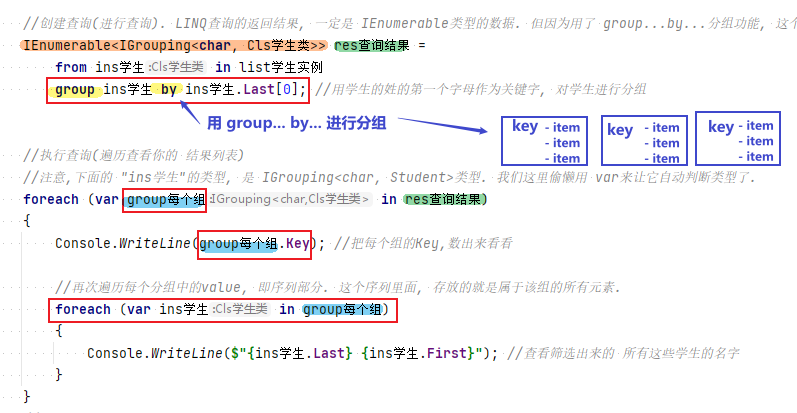 //创建查询(进行查询). LINQ查询的返回结果, 一定是 IEnumerable类型的数据. 但因为用了 group...by...分组功能, 这个
IEnumerable<IGrouping<char, Cls学生类>> res查询结果 =
from ins学生 :Cls学生类 in list学生实例
group ins学生 by ins学生.Last[0]; //用学生的姓的第一个字母作为关键字, 对学生进行分组
用 group... by... 进行分组
key - item
- item
- item
key - item
- item
- item
key - item
- item
- item
//执行查询(遍历查看你的 结果列表)
//注意,下面的 "ins学生"的类型, 是 IGrouping<char, Student>类型. 我们这里偷懒用 var来让它自动判断类型了.
foreach (var group每个组 :IGrouping<char,Cls学生类> in res查询结果)
{
Console.WriteLine(group每个组.Key); //把每个组的Key,数出来看看
//再次遍历每个分组中的value, 即序列部分. 这个序列里面, 存放的就是属于该组的所有元素.
foreach (var ins学生 :Cls学生类 in group每个组)
{
Console.WriteLine($"{ins学生.Last} {ins学生.First}"); //查看筛选出来的 所有这些学生的名字
}
}